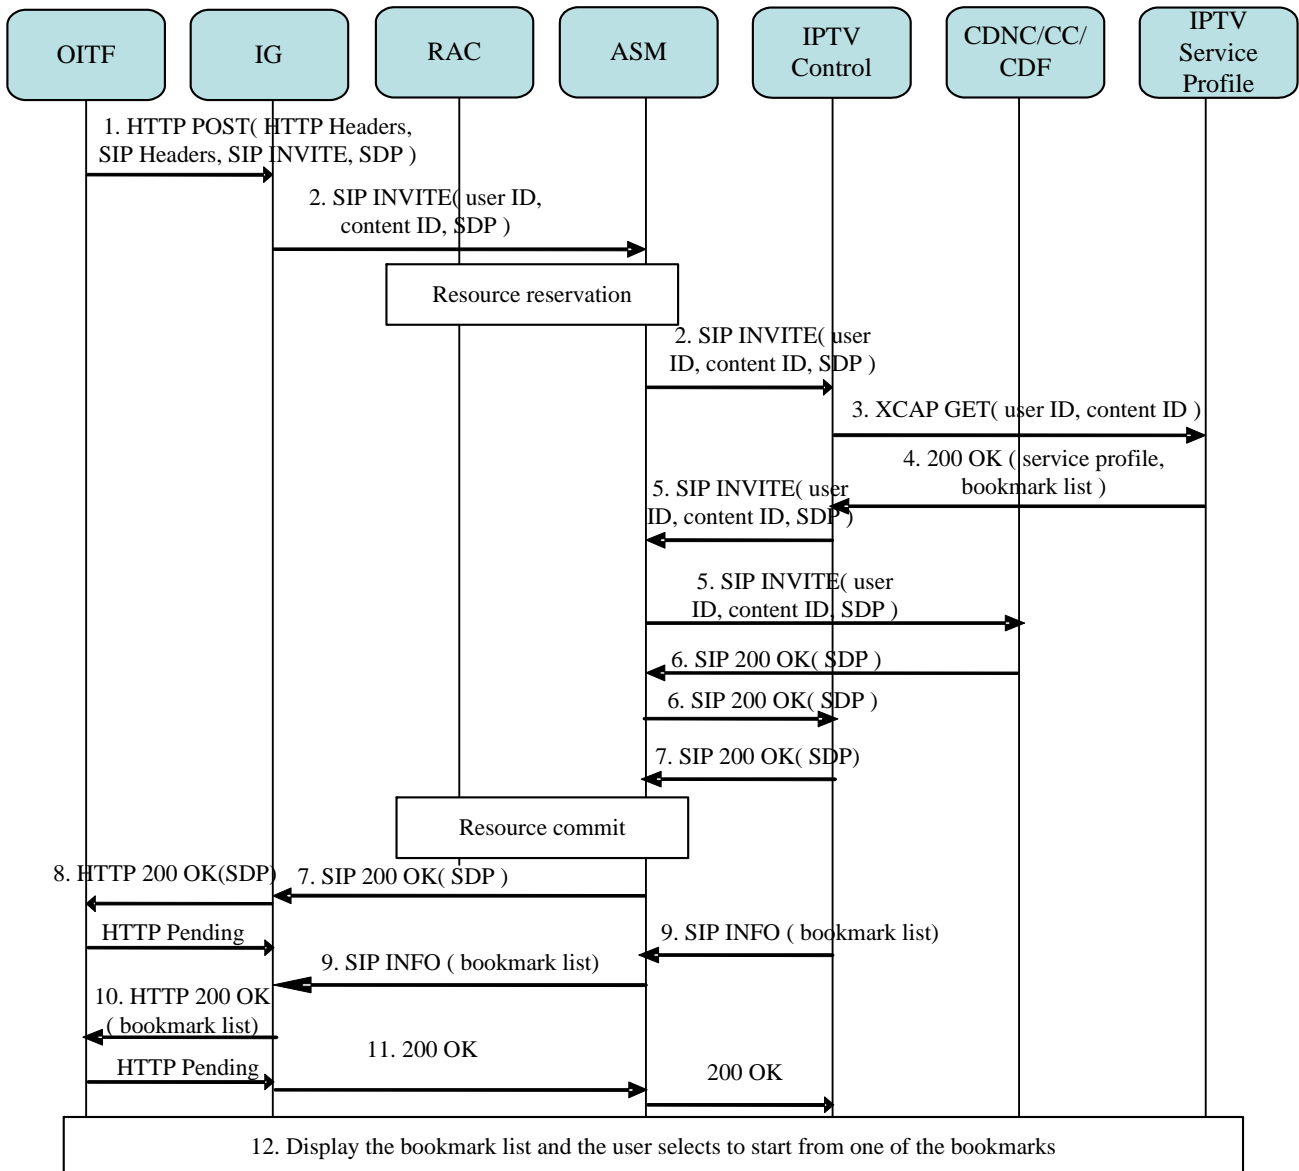 OITF
IG
RAC
ASM
IPTV
Control
CDNC/CC/
CDF
IPTV
Service
Profile
1. HTTP POST( HTTP Headers,
SIP Headers, SIP INVITE, SDP )
2. SIP INVITE( user ID,
content ID, SDP )
Resource reservation
2. SIP INVITE( user
ID, content ID, SDP )
3. XCAP GET( user ID, content ID )
4. 200 OK ( service profile,
bookmark list )
5. SIP INVITE( user
ID, content ID, SDP )
5. SIP INVITE( user
ID, content ID, SDP )
6. SIP 200 OK( SDP )
6. SIP 200 OK( SDP )
7. SIP 200 OK( SDP)
Resource commit
8. HTTP 200 OK(SDP)
7. SIP 200 OK( SDP )
HTTP Pending
9. SIP INFO ( bookmark list)
9. SIP INFO ( bookmark list)
10. HTTP 200 OK
( bookmark list)
11. 200 OK
HTTP Pending
200 OK
12. Display the bookmark list and the user selects to start from one of the bookmarks